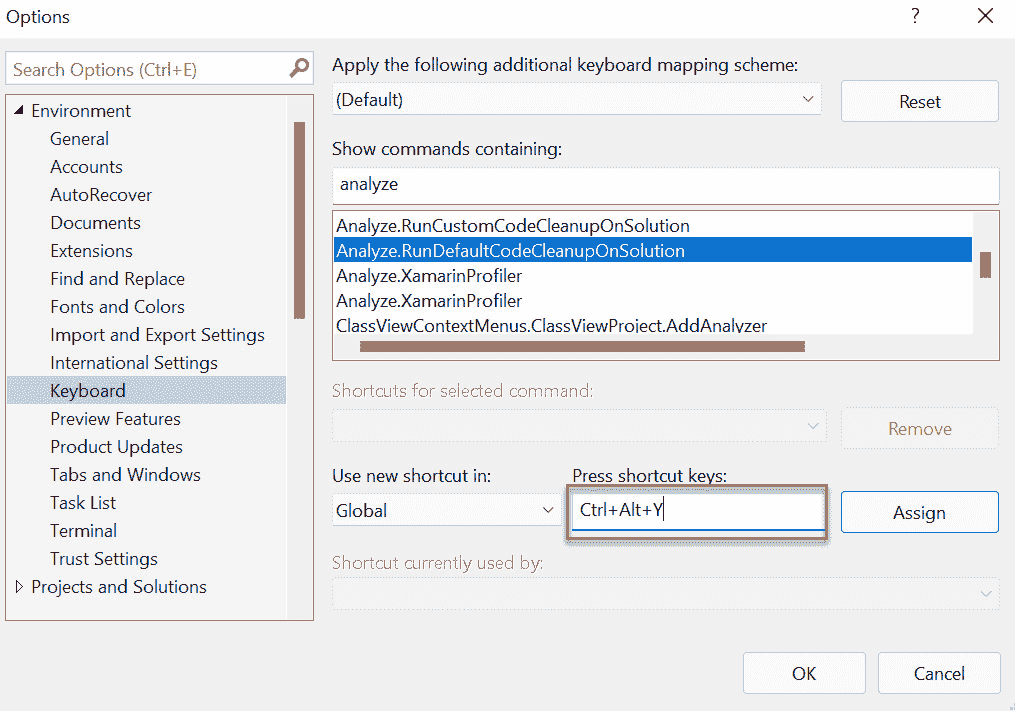 Options
?
Search Options (Ctrl+E)
Environment
General
Accounts
AutoRecover
Documents
Extensions
Find and Replace
Fonts and Colors
Import and Export Settings
International Settings
Keyboard
Preview Features
Product Updates
Tabs and Windows
Task List
Terminal
Trust Settings
Projects and Solutions
Apply the following additional keyboard mapping scheme:
(Default)
Reset
Show commands containing:
analyze
Analyze.RunCustomCodeCleanupOnSolution
Analyze.RunDefaultCodeCleanupOnSolution
Analyze.XamarinProfiler
Analyze.XamarinProfiler
ClassViewContextMenus.ClassViewProject.AddAnalyzer
Shortcuts for selected command:
Remove
Use new shortcut in:
Press shortcut keys:
Global
Ctrl+Alt+Y
Assign
Shortcut currently used by:
OK
Cancel